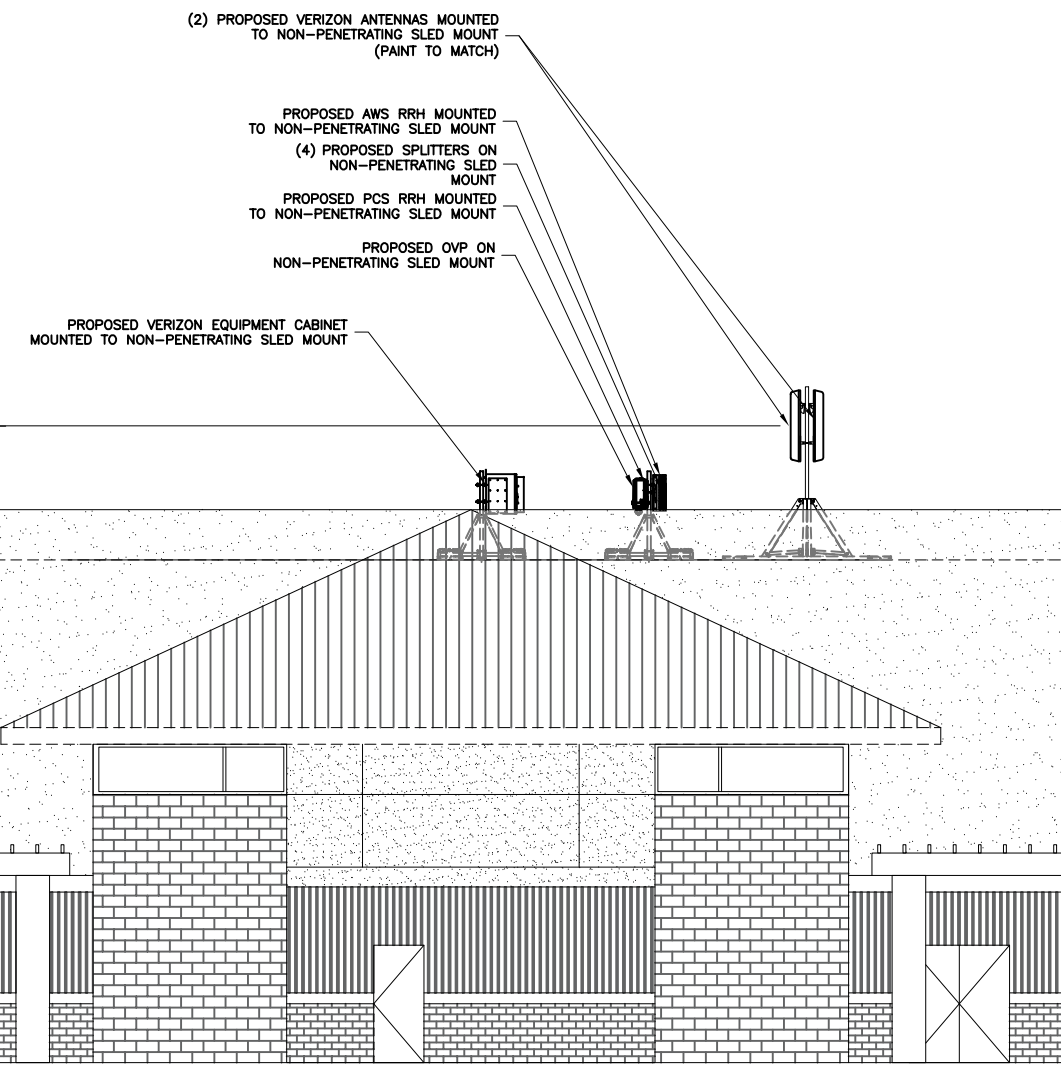 (2) PROPOSED VERIZON ANTENNAS MOUNTED
TO NON-PENETRATING SLED MOUNT
(PAINT TO MATCH)
PROPOSED AWS RRH MOUNTED
TO NON-PENETRATING SLED MOUNT
(4) PROPOSED SPLITTERS ON
NON-PENETRATING SLED
MOUNT
PROPOSED PCS RRH MOUNTED
TO NON-PENETRATING SLED MOUNT
PROPOSED OVP ON
NON-PENETRATING SLED MOUNT
PROPOSED VERIZON EQUIPMENT CABINET
MOUNTED TO NON-PENETRATING SLED MOUNT